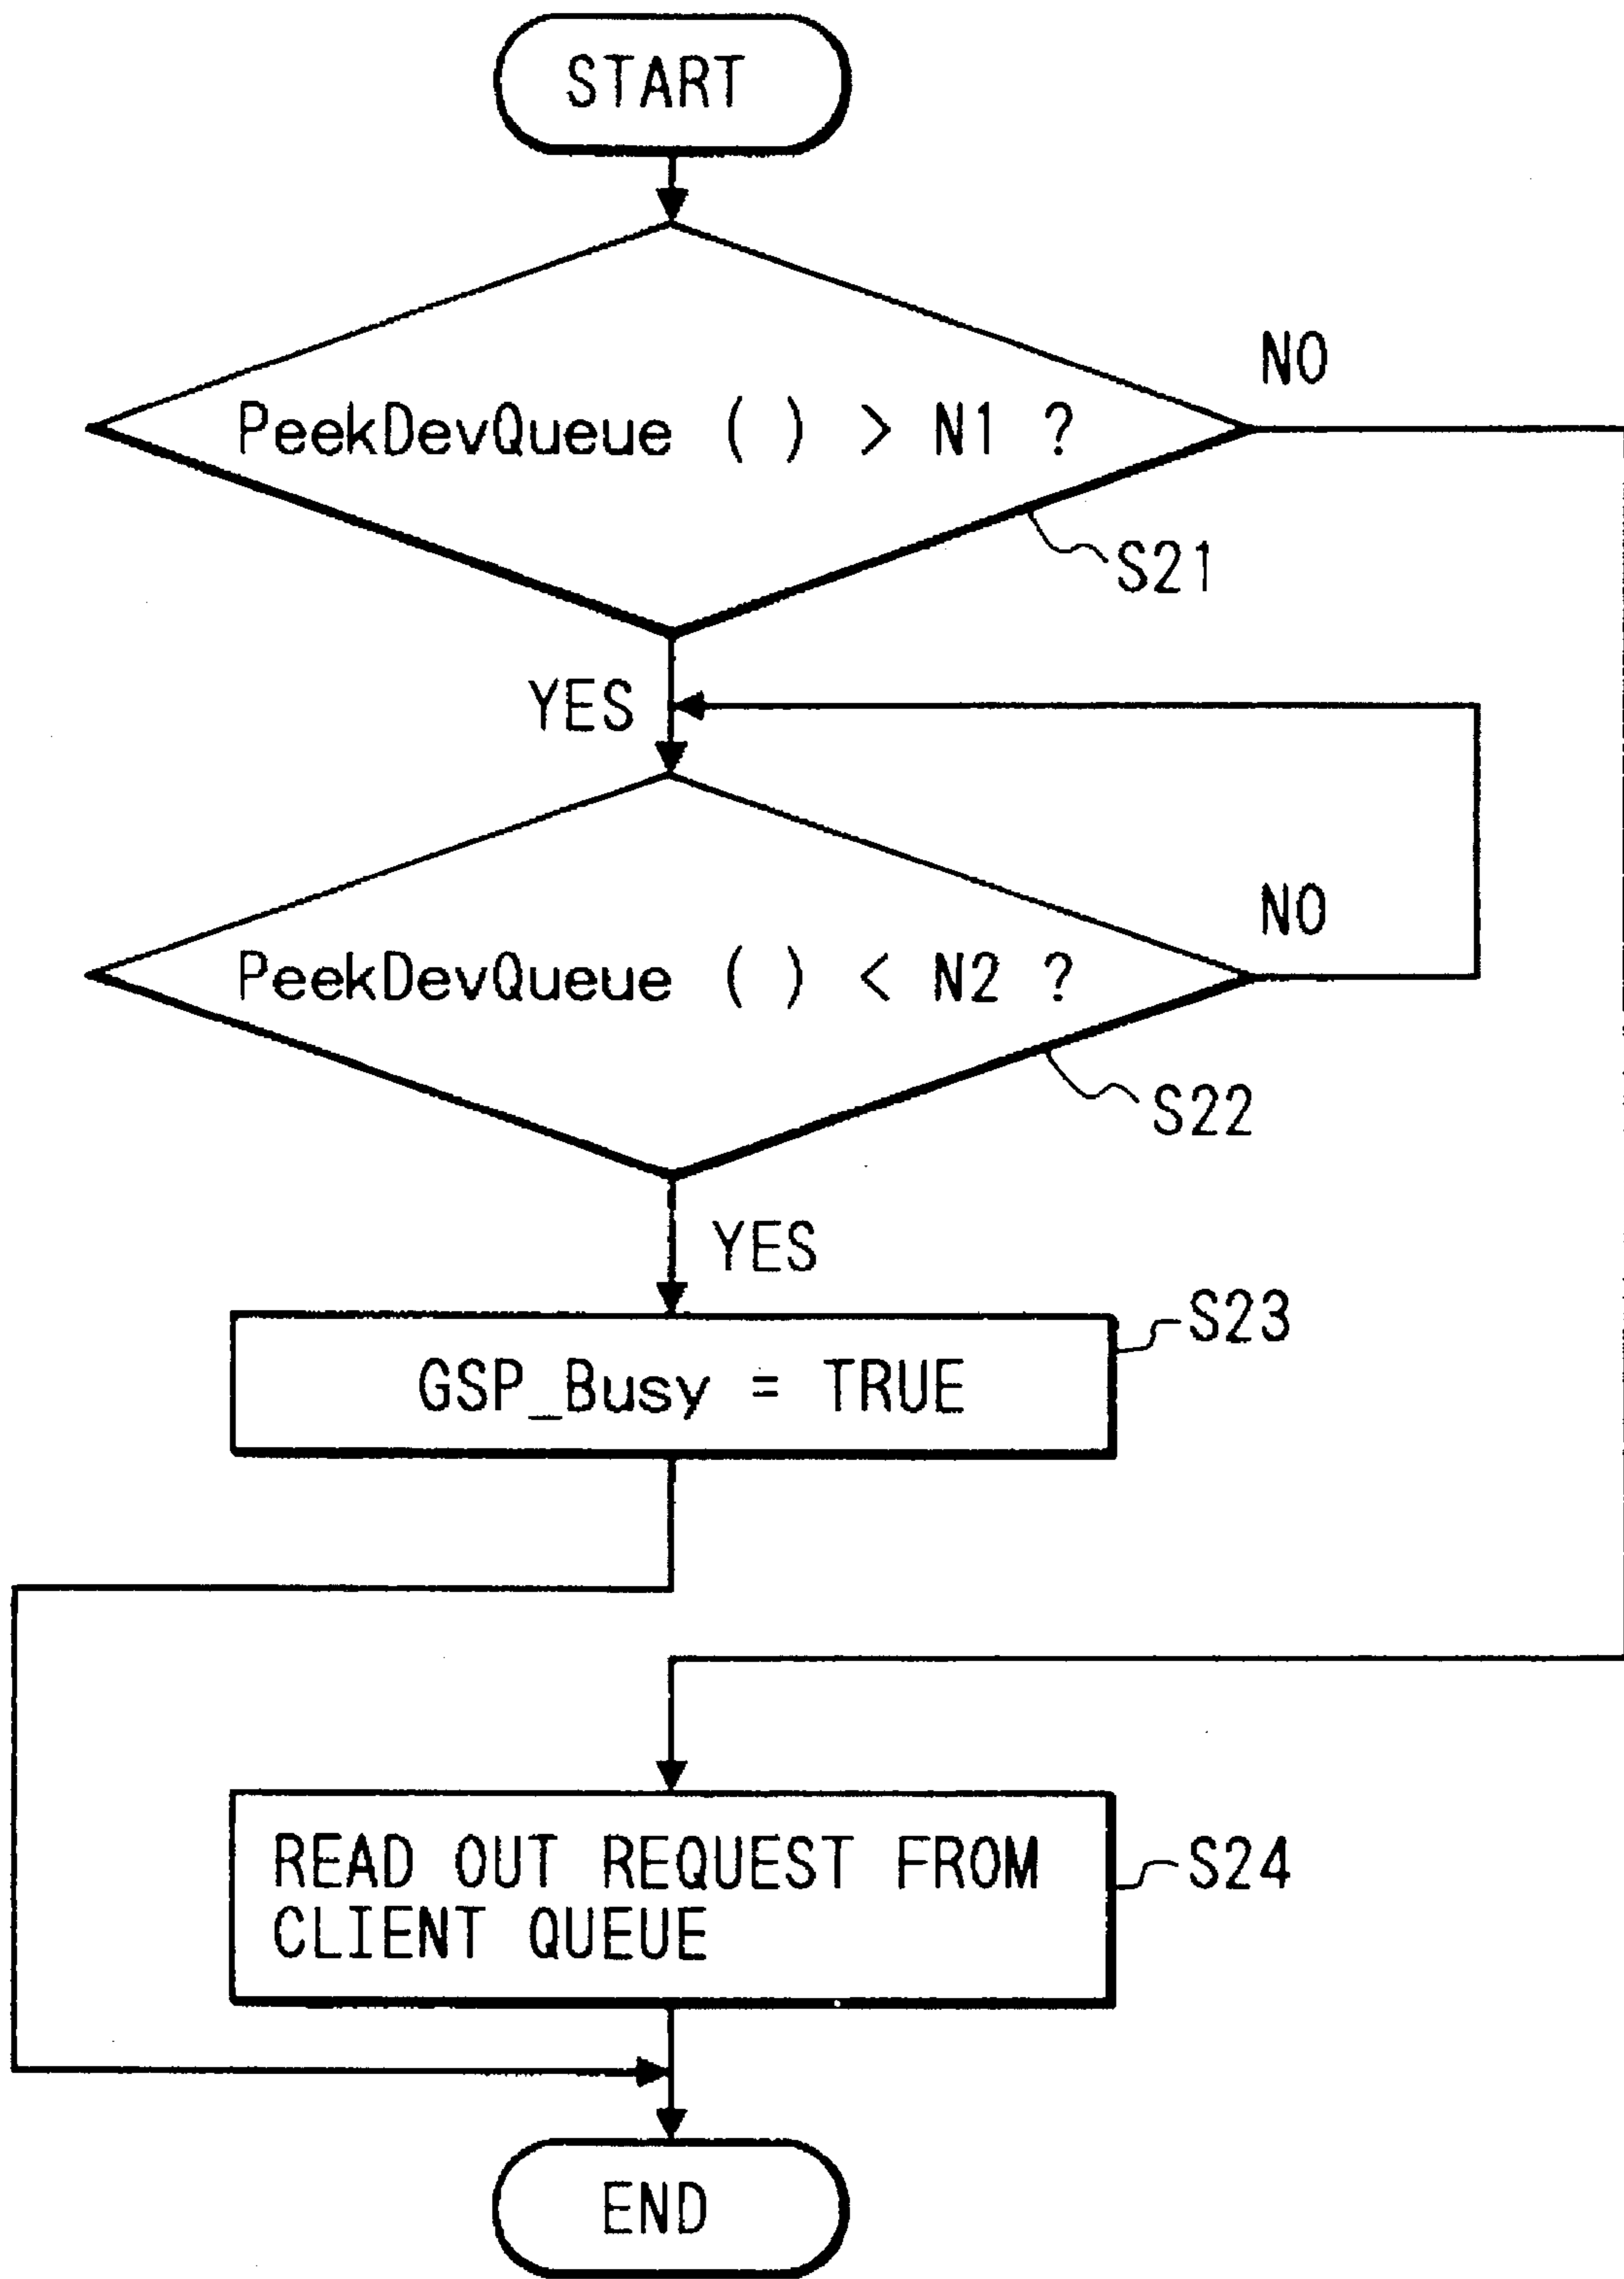 START
NO
PeekDevQueue ( ) > N1 ?
S21
YES
NO
PeekDevQueue ( ) < N2 ?
S22
YES
S23
GSP_Busy = TRUE
READ OUT REQUEST FROM
CLIENT QUEUE
S24
END